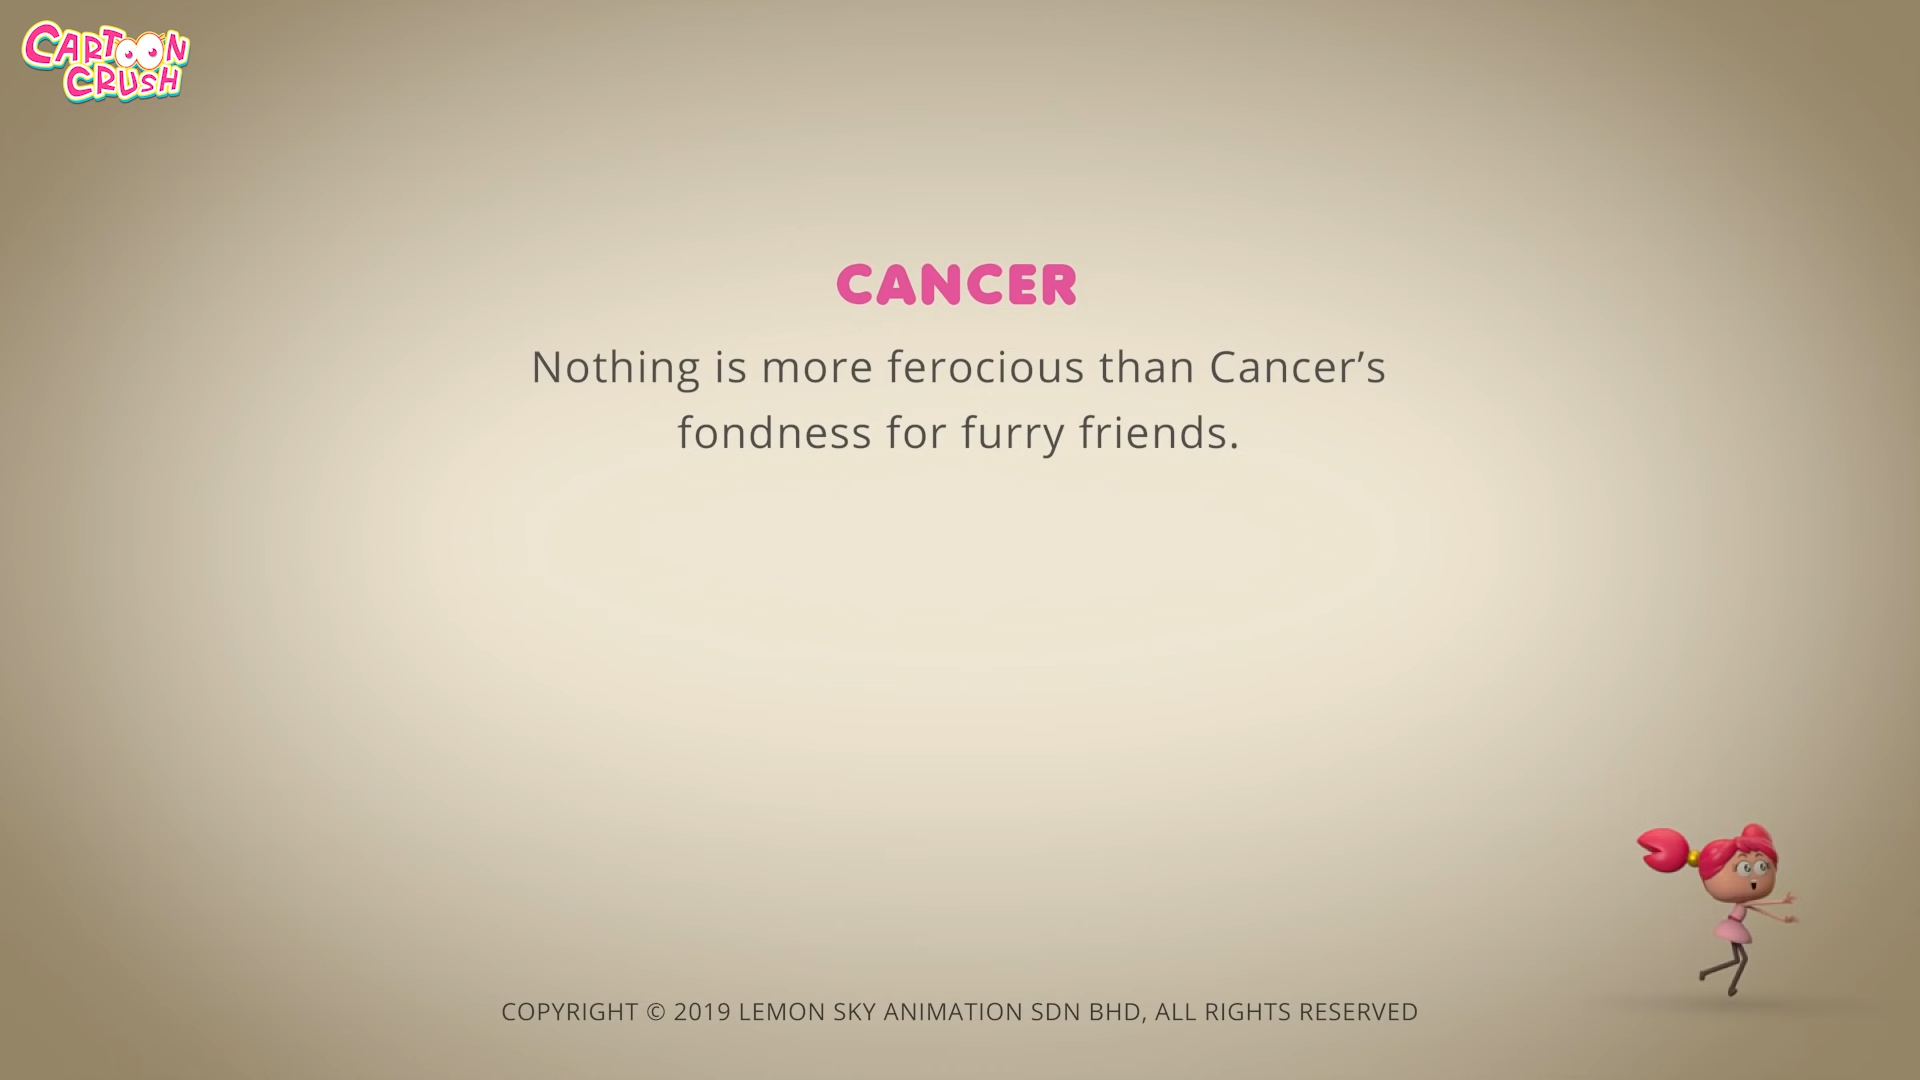 CARTOON
CRUSH
CANCER
Nothing is more ferocious than Cancer’s
fondness for furry friends.
COPYRIGHT © 2019 LEMON SKY ANIMATION SDN BHD, ALL RIGHTS RESERVED